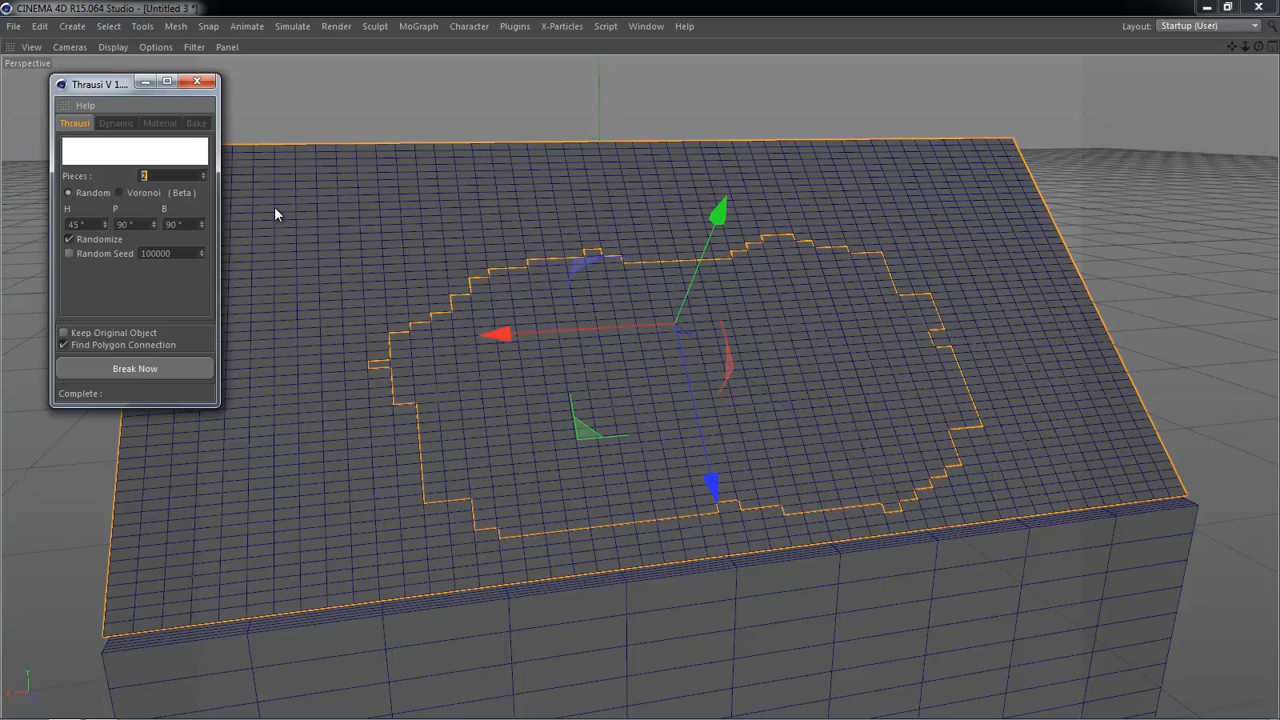 CINEMA 4D R15.064 Studio - [Untitled 3 *]
File Edit Create Select Tools Mesh Snap Animate Simulate Render Sculpt MoGraph Character Plugins X-Particles Script Window Help Layout: Startup (User)
View Cameras Display Options Filter Panel
Perspective
Thrausi V 1....
Help
Thrausi Dynamic Material Bake
Pieces : 2
Random Voronoi ( Beta )
H P B
45 ° 90 ° 90 °
Randomize
Random Seed 100000
Keep Original Object
Find Polygon Connection
Break Now
Complete :
Y
X